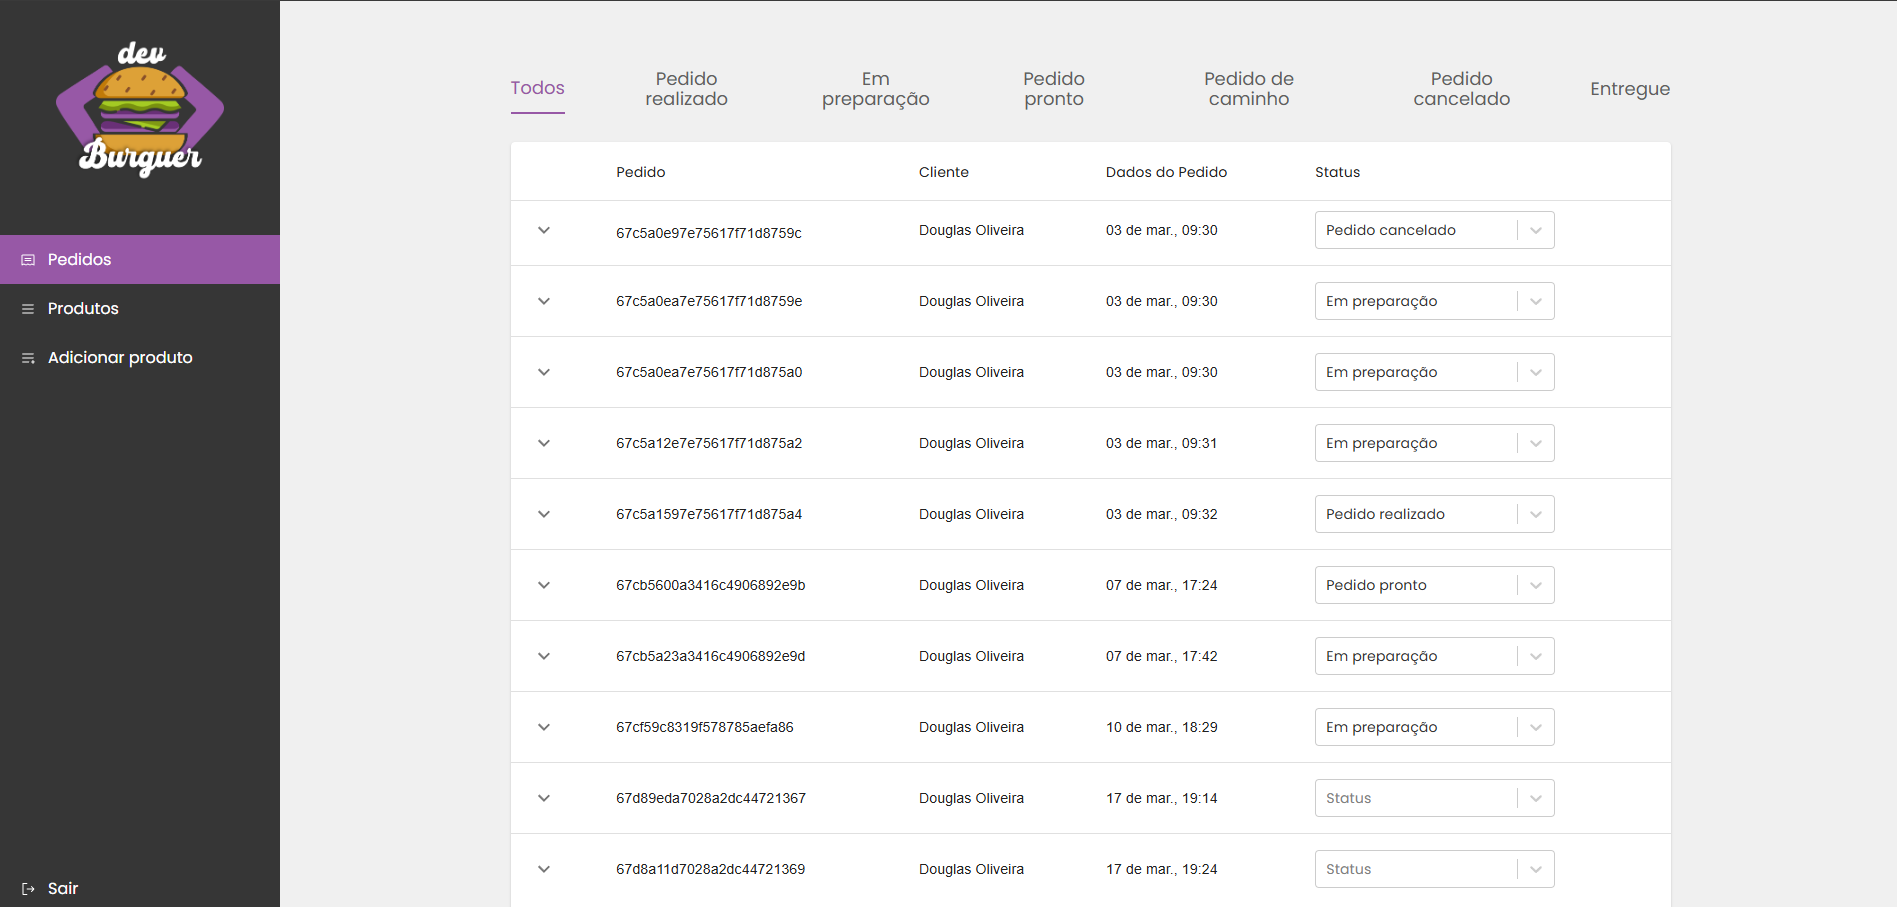 dev
Burguer
Pedidos
Produtos
Adicionar produto
Sair
Todos
Pedido realizado
Em preparação
Pedido pronto
Pedido de caminho
Pedido cancelado
Entregue
Pedido Cliente Dados do Pedido Status
67c5a0e97e75617f71d8759c Douglas Oliveira 03 de mar., 09:30 Pedido cancelado
67c5a0ea7e75617f71d8759e Douglas Oliveira 03 de mar., 09:30 Em preparação
67c5a0ea7e75617f71d875a0 Douglas Oliveira 03 de mar., 09:30 Em preparação
67c5a12e7e75617f71d875a2 Douglas Oliveira 03 de mar., 09:31 Em preparação
67c5a1597e75617f71d875a4 Douglas Oliveira 03 de mar., 09:32 Pedido realizado
67cb5600a3416c4906892e9b Douglas Oliveira 07 de mar., 17:24 Pedido pronto
67cb5a23a3416c4906892e9d Douglas Oliveira 07 de mar., 17:42 Em preparação
67cf59c8319f578785aefa86 Douglas Oliveira 10 de mar., 18:29 Em preparação
67d89eda7028a2dc44721367 Douglas Oliveira 17 de mar., 19:14 Status
67d8a11d7028a2dc44721369 Douglas Oliveira 17 de mar., 19:24 Status